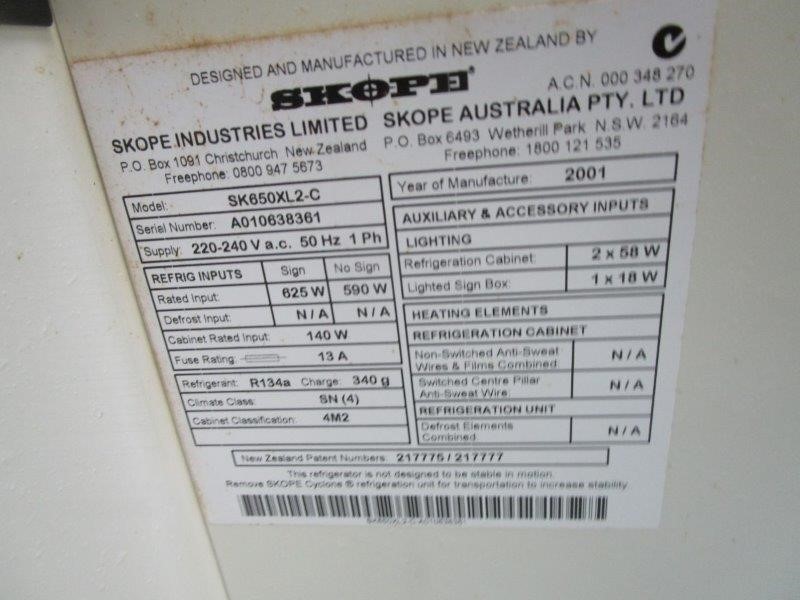 DESIGNED AND MANUFACTURED IN NEW ZEALAND BY
SKOPE
A.C.N. 000 348 270
SKOPE INDUSTRIES LIMITED
P.O. Box 1091 Christchurch New Zealand
Freephone: 0800 947 5673
SKOPE AUSTRALIA PTY. LTD
P.O. Box 6493 Wetherill Park N.S.W. 2164
Freephone: 1800 121 535
Model: SK650XL2-C
Serial Number: A010638361
Supply: 220-240 V a.c. 50 Hz 1 Ph
REFRIG INPUTS Sign No Sign
Rated Input: 625 W 590 W
Defrost Input: N/A N/A
Cabinet Rated Input: 140 W
Fuse Rating: 13 A
Refrigerant: R134a Charge: 340 g
Climate Class: SN (4)
Cabinet Classification: 4M2
Year of Manufacture: 2001
AUXILIARY & ACCESSORY INPUTS
LIGHTING
Refrigeration Cabinet: 2 x 58 W
Lighted Sign Box: 1 x 18 W
HEATING ELEMENTS
REFRIGERATION CABINET
Non-Switched Anti-Sweat
Wires & Films Combined: N/A
Switched Centre Pillar
Anti-Sweat Wire: N/A
REFRIGERATION UNIT
Defrost Elements
Combined: N/A
New Zealand Patent Numbers: 217775 / 217777
This refrigerator is not designed to be stable in motion.
Remove SKOPE Cyclone ® refrigeration unit for transportation to increase stability.
SK650XL2-C-A010638361